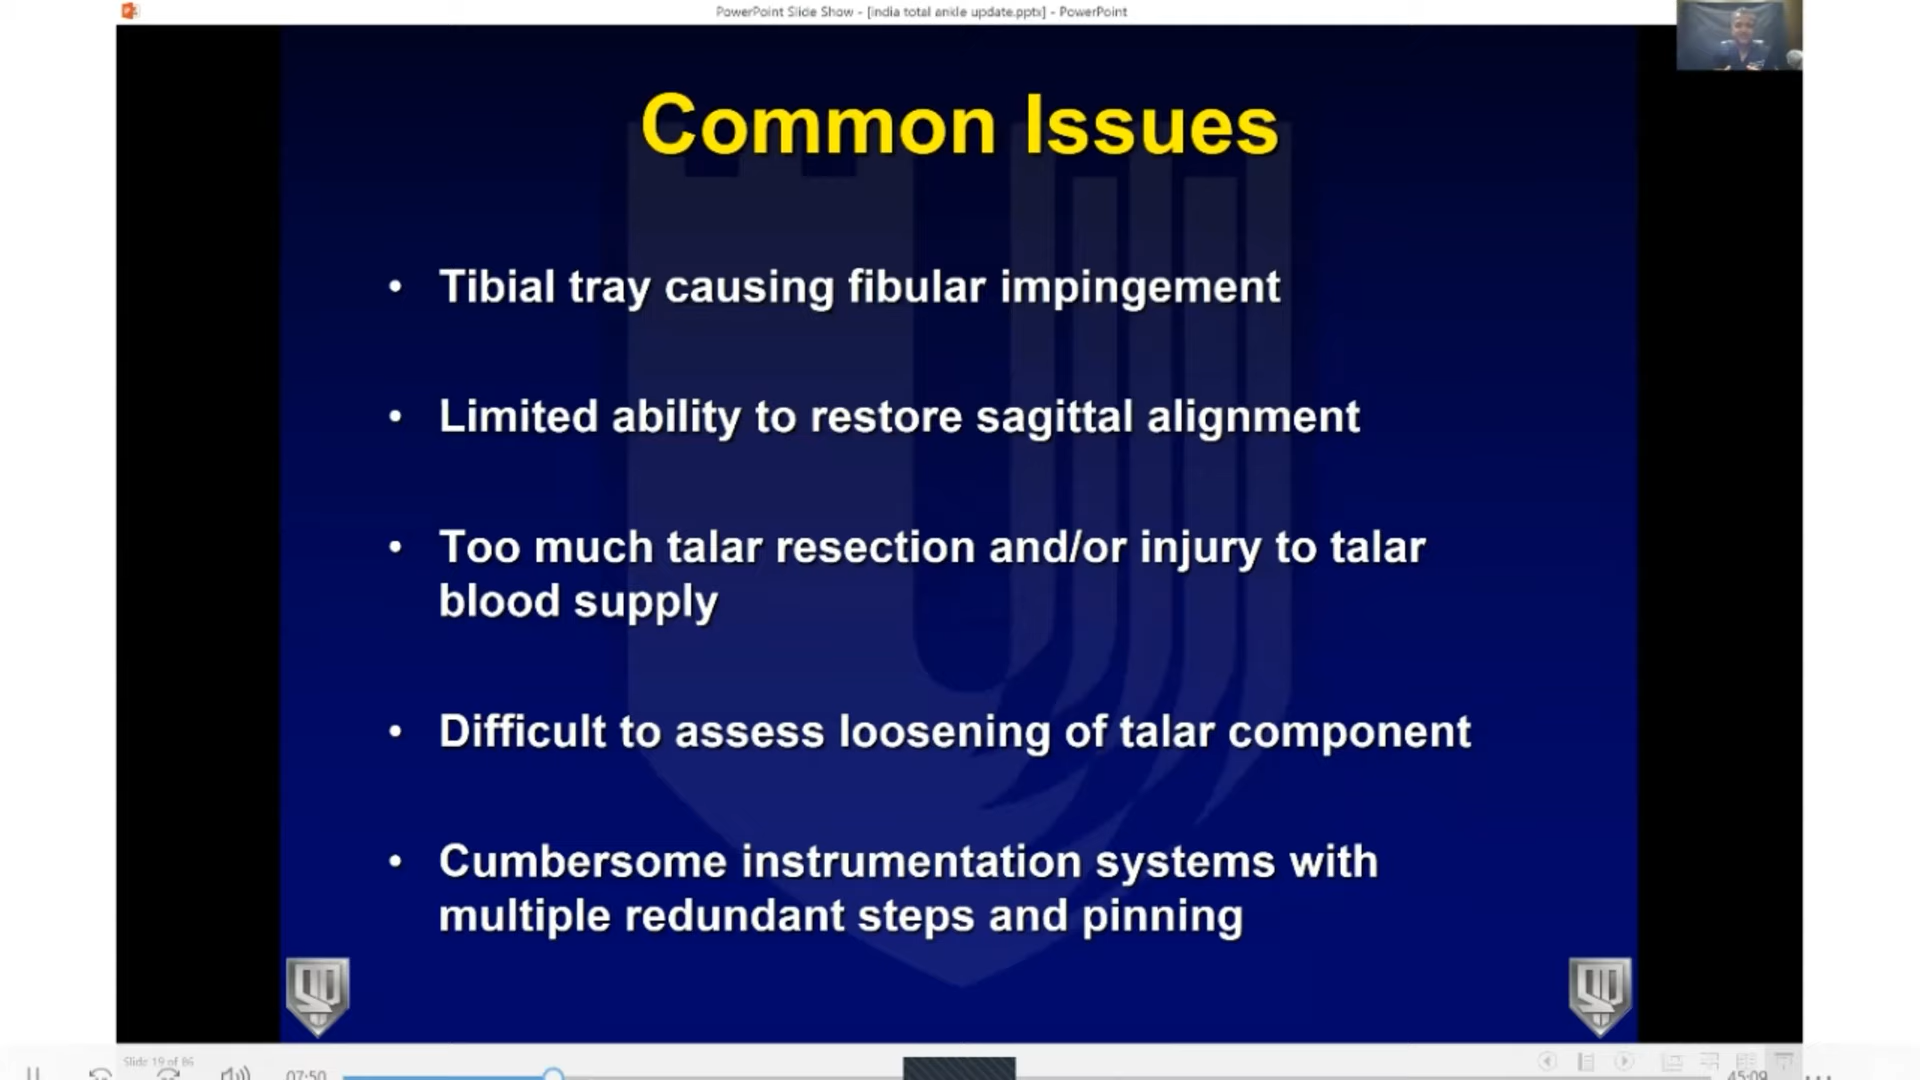 PowerPoint Slide Show - [india total ankle update.pptx] - PowerPoint
Common Issues
• Tibial tray causing fibular impingement
• Limited ability to restore sagittal alignment
• Too much talar resection and/or injury to talar
blood supply
• Difficult to assess loosening of talar component
• Cumbersome instrumentation systems with
multiple redundant steps and pinning
Slide 19 of 86
07:50
45:09